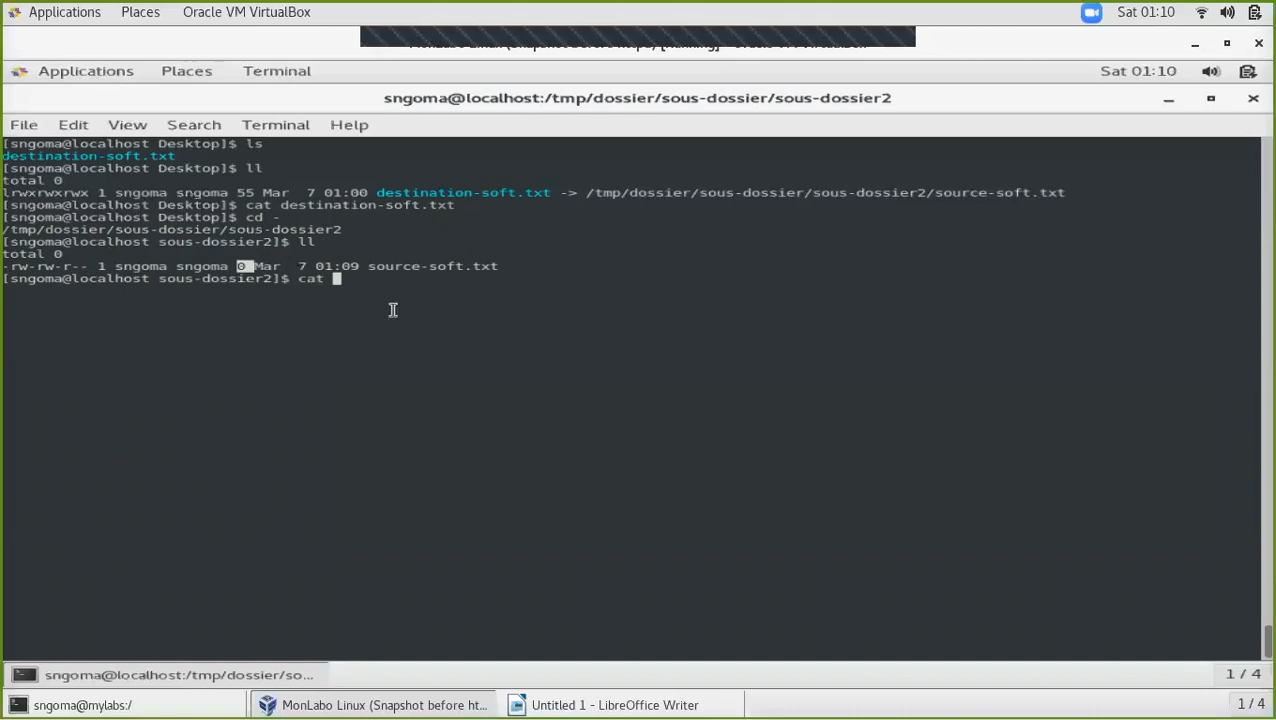 Applications Places Oracle VM VirtualBox Sat 01:10
Applications Places Terminal Sat 01:10
sngoma@localhost:/tmp/dossier/sous-dossier/sous-dossier2
File Edit View Search Terminal Help
[sngoma@localhost Desktop]$ ls
destination-soft.txt
[sngoma@localhost Desktop]$ ll
total 0
lrwxrwxrwx 1 sngoma sngoma 55 Mar  7 01:00 destination-soft.txt -> /tmp/dossier/sous-dossier/sous-dossier2/source-soft.txt
[sngoma@localhost Desktop]$ cat destination-soft.txt
[sngoma@localhost Desktop]$ cd -
/tmp/dossier/sous-dossier/sous-dossier2
[sngoma@localhost sous-dossier2]$ ll
total 0
-rw-rw-r-- 1 sngoma sngoma 0 Mar  7 01:09 source-soft.txt
[sngoma@localhost sous-dossier2]$ cat
sngoma@localhost:/tmp/dossier/so... 1 / 4
sngoma@mylabs:/ MonLabo Linux (Snapshot before ht... Untitled 1 - LibreOffice Writer 1 / 4